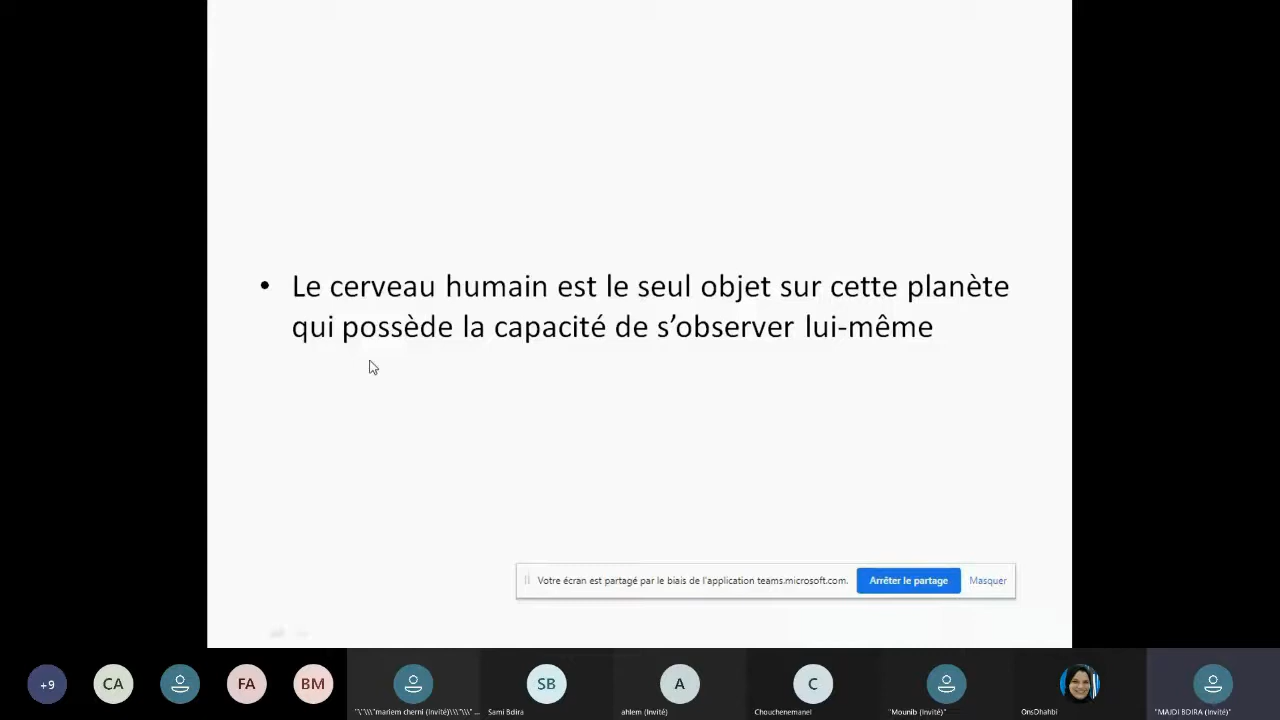 • Le cerveau humain est le seul objet sur cette planète
qui possède la capacité de s’observer lui-même
Votre écran est partagé par le biais de l'application teams.microsoft.com.
Arrêter le partage
Masquer
+9
CA
FA
BM
SB
A
C
"\"\\\"mariem cherni (Invité)\\\"\\\" ...
Sami Bdira
ahlem (Invité)
Chouchenemanel
"Mounib (Invité)"
OnsDhahbi
"MAJDI BDIRA (Invité)"